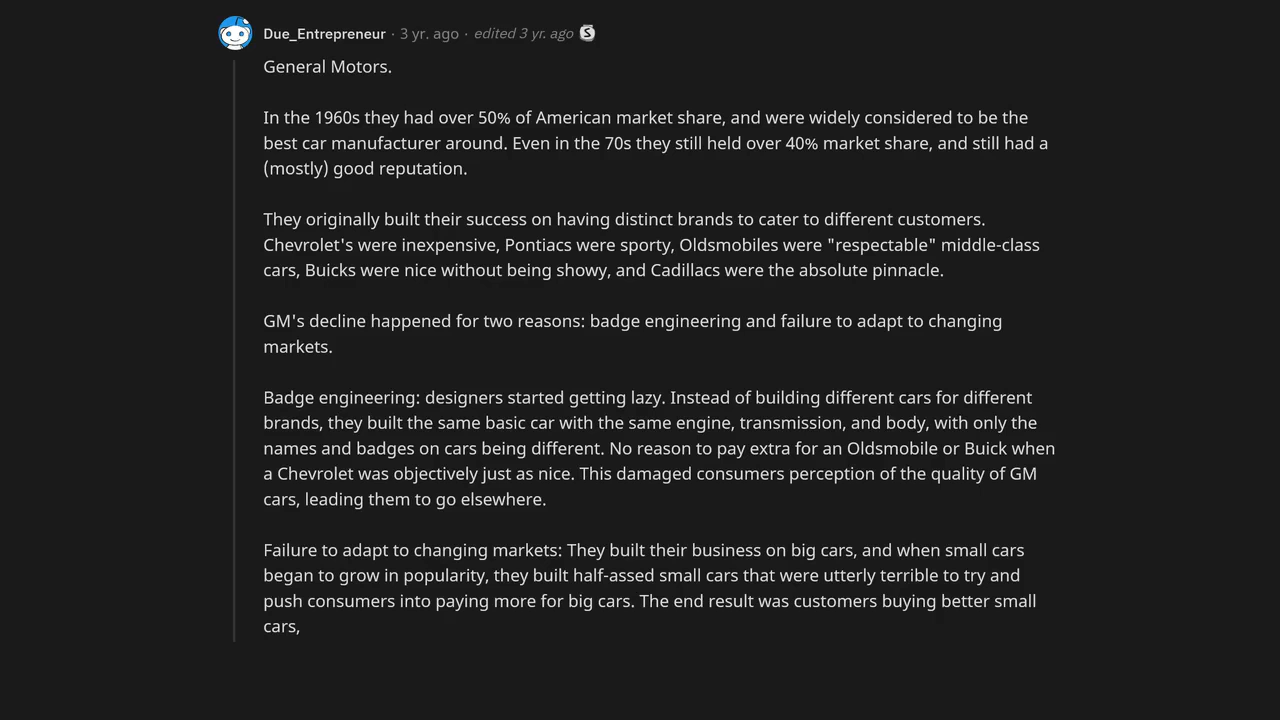 Due_Entrepreneur · 3 yr. ago · edited 3 yr. ago S
General Motors.
In the 1960s they had over 50% of American market share, and were widely considered to be the
best car manufacturer around. Even in the 70s they still held over 40% market share, and still had a
(mostly) good reputation.
They originally built their success on having distinct brands to cater to different customers.
Chevrolet's were inexpensive, Pontiacs were sporty, Oldsmobiles were "respectable" middle-class
cars, Buicks were nice without being showy, and Cadillacs were the absolute pinnacle.
GM's decline happened for two reasons: badge engineering and failure to adapt to changing
markets.
Badge engineering: designers started getting lazy. Instead of building different cars for different
brands, they built the same basic car with the same engine, transmission, and body, with only the
names and badges on cars being different. No reason to pay extra for an Oldsmobile or Buick when
a Chevrolet was objectively just as nice. This damaged consumers perception of the quality of GM
cars, leading them to go elsewhere.
Failure to adapt to changing markets: They built their business on big cars, and when small cars
began to grow in popularity, they built half-assed small cars that were utterly terrible to try and
push consumers into paying more for big cars. The end result was customers buying better small
cars,